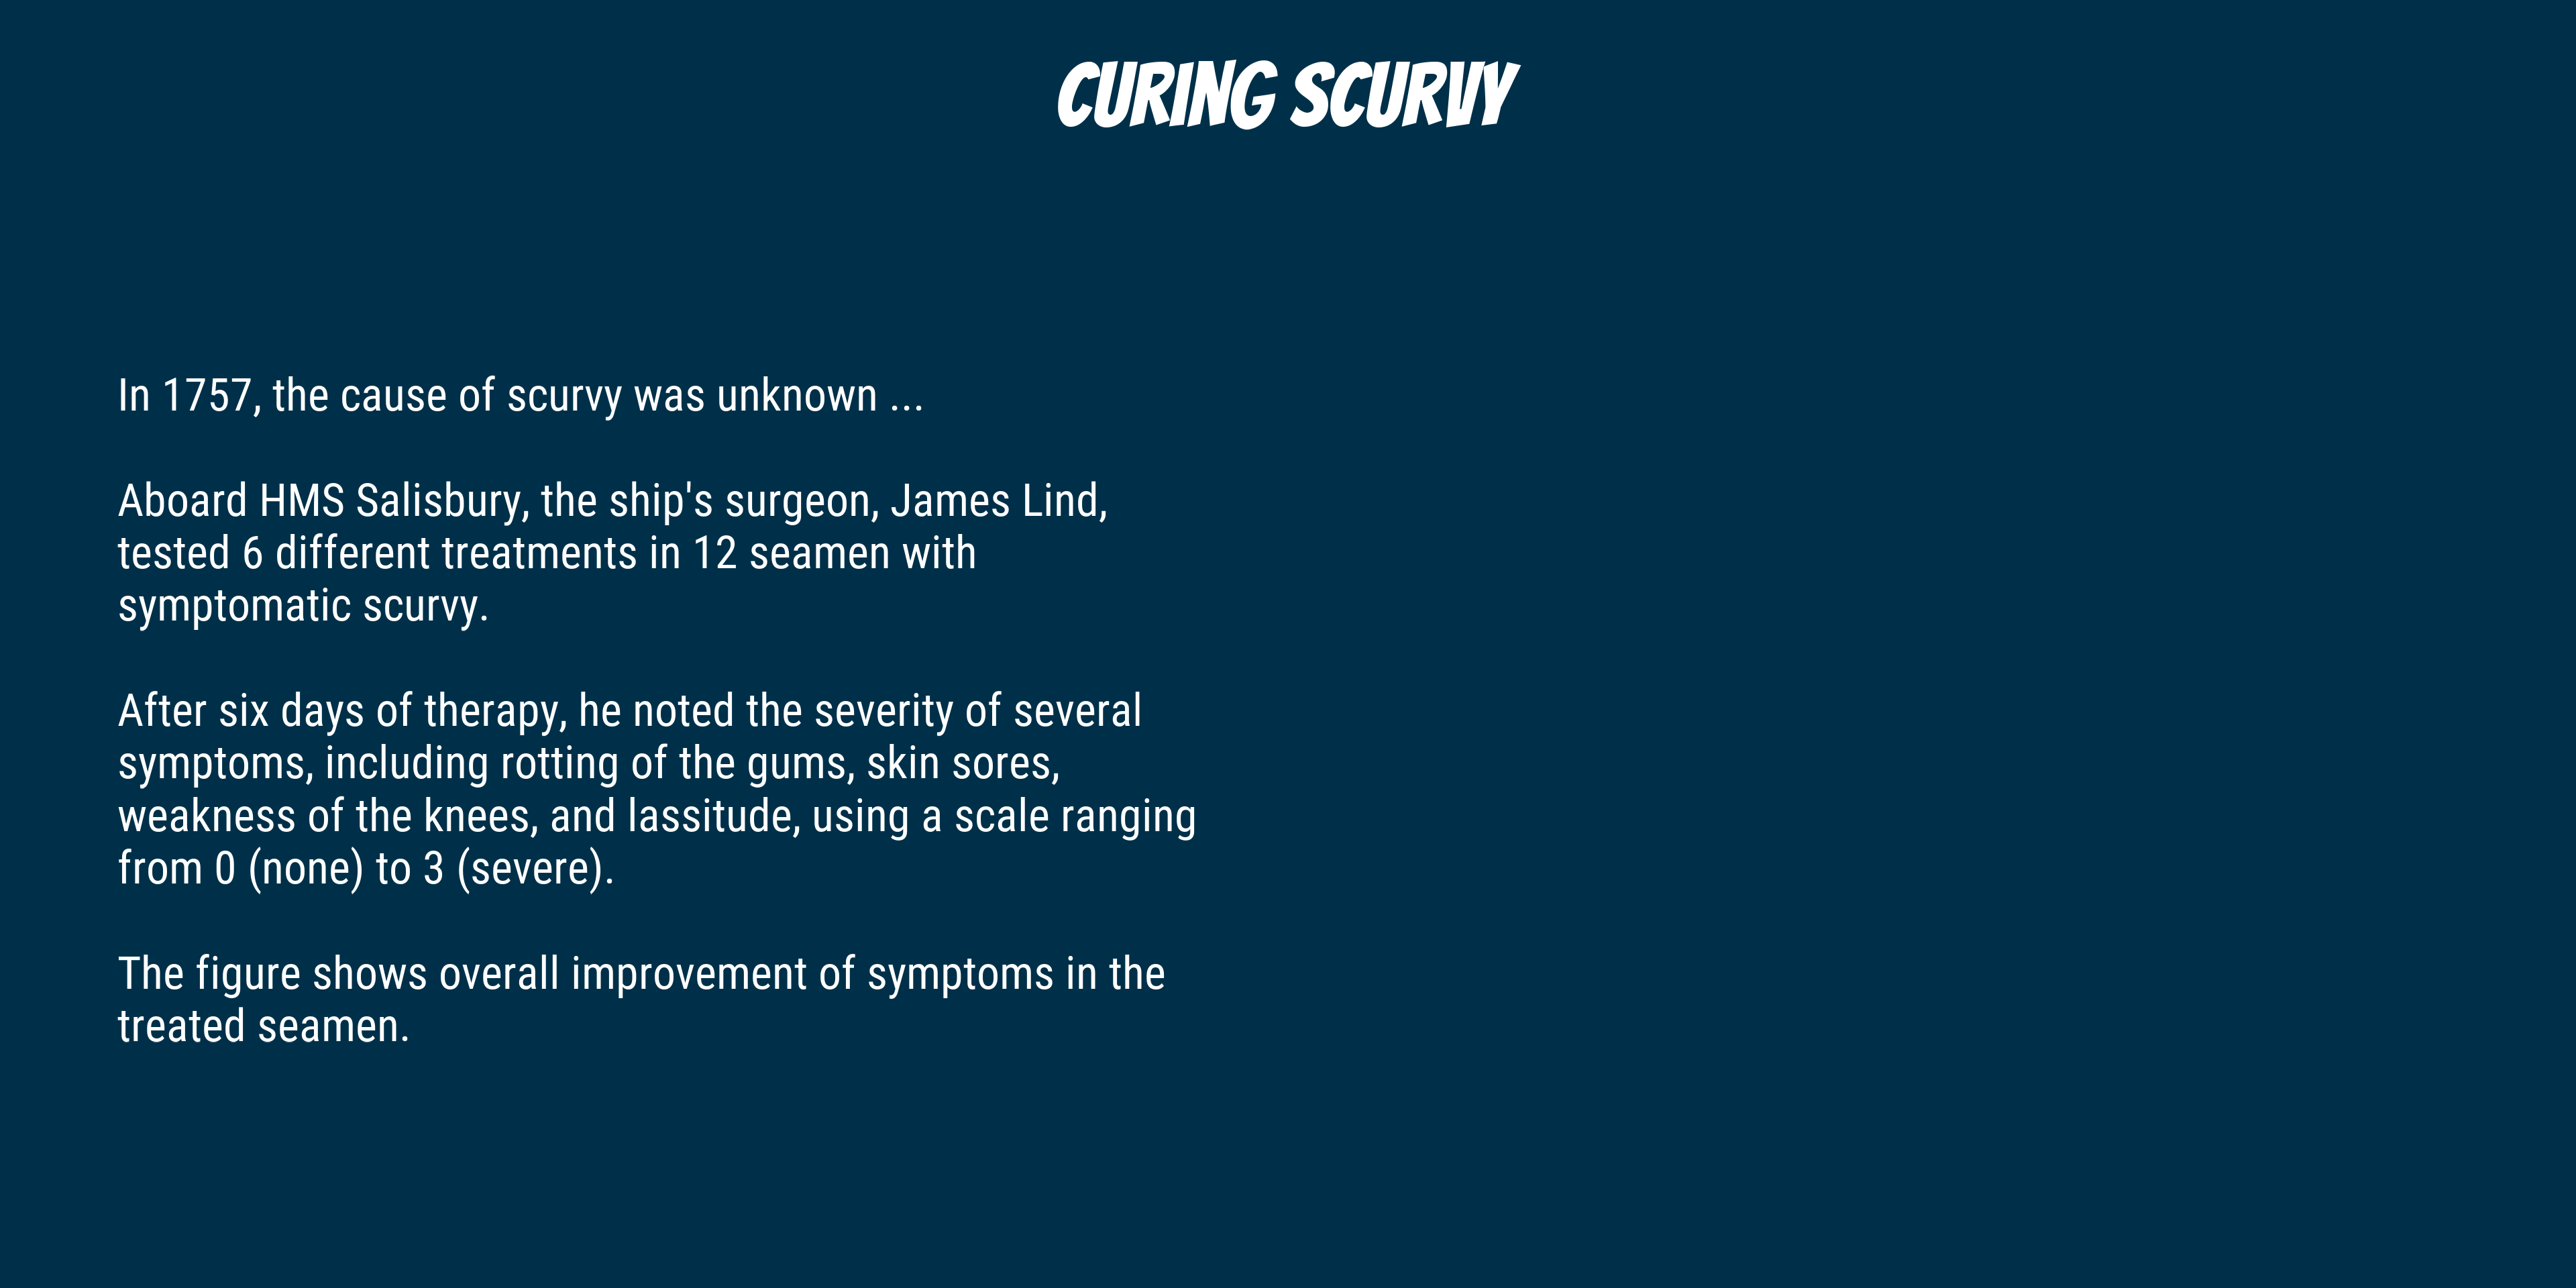 CURING SCURVY
In 1757, the cause of scurvy was unknown ...
Aboard HMS Salisbury, the ship's surgeon, James Lind,
tested 6 different treatments in 12 seamen with
symptomatic scurvy.
After six days of therapy, he noted the severity of several
symptoms, including rotting of the gums, skin sores,
weakness of the knees, and lassitude, using a scale ranging
from 0 (none) to 3 (severe).
The figure shows overall improvement of symptoms in the
treated seamen.